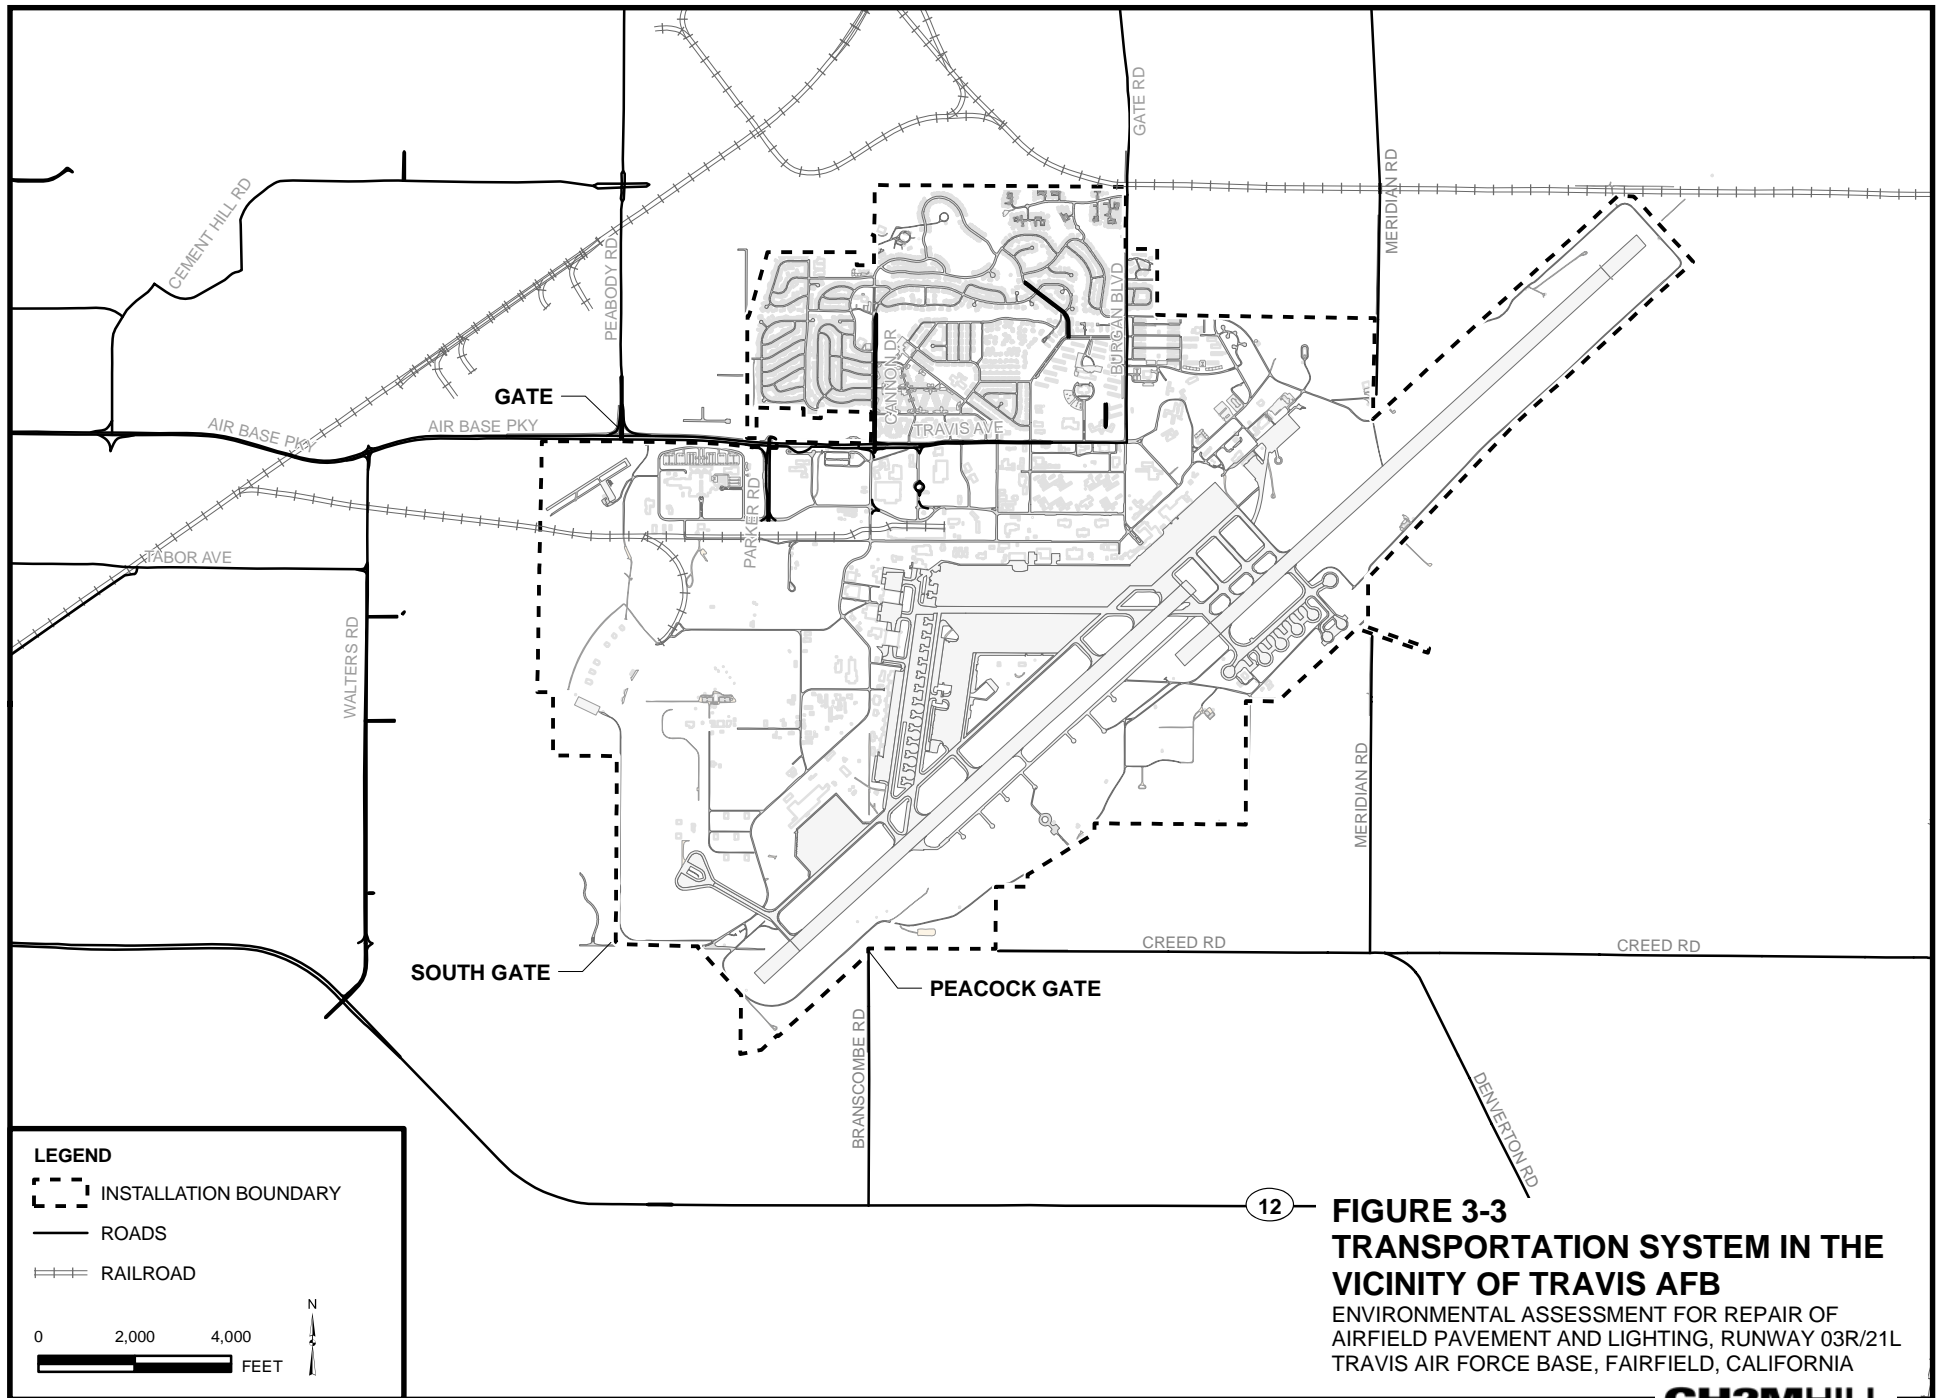 GATE RD
MERIDIAN RD
CEMENT HILL RD
PEABODY RD
BURGAN BLVD
CANNON DR
GATE
AIR BASE PKY
AIR BASE PKY
TRAVIS AVE
PARKER RD
TABOR AVE
WALTERS RD
MERIDIAN RD
CREED RD
CREED RD
SOUTH GATE
PEACOCK GATE
BRANSCOMBE RD
DENVERTON RD
12
LEGEND
INSTALLATION BOUNDARY
ROADS
RAILROAD
N
0 2,000 4,000
FEET
FIGURE 3-3
TRANSPORTATION SYSTEM IN THE
VICINITY OF TRAVIS AFB
ENVIRONMENTAL ASSESSMENT FOR REPAIR OF
AIRFIELD PAVEMENT AND LIGHTING, RUNWAY 03R/21L
TRAVIS AIR FORCE BASE, FAIRFIELD, CALIFORNIA
CH2MHILL